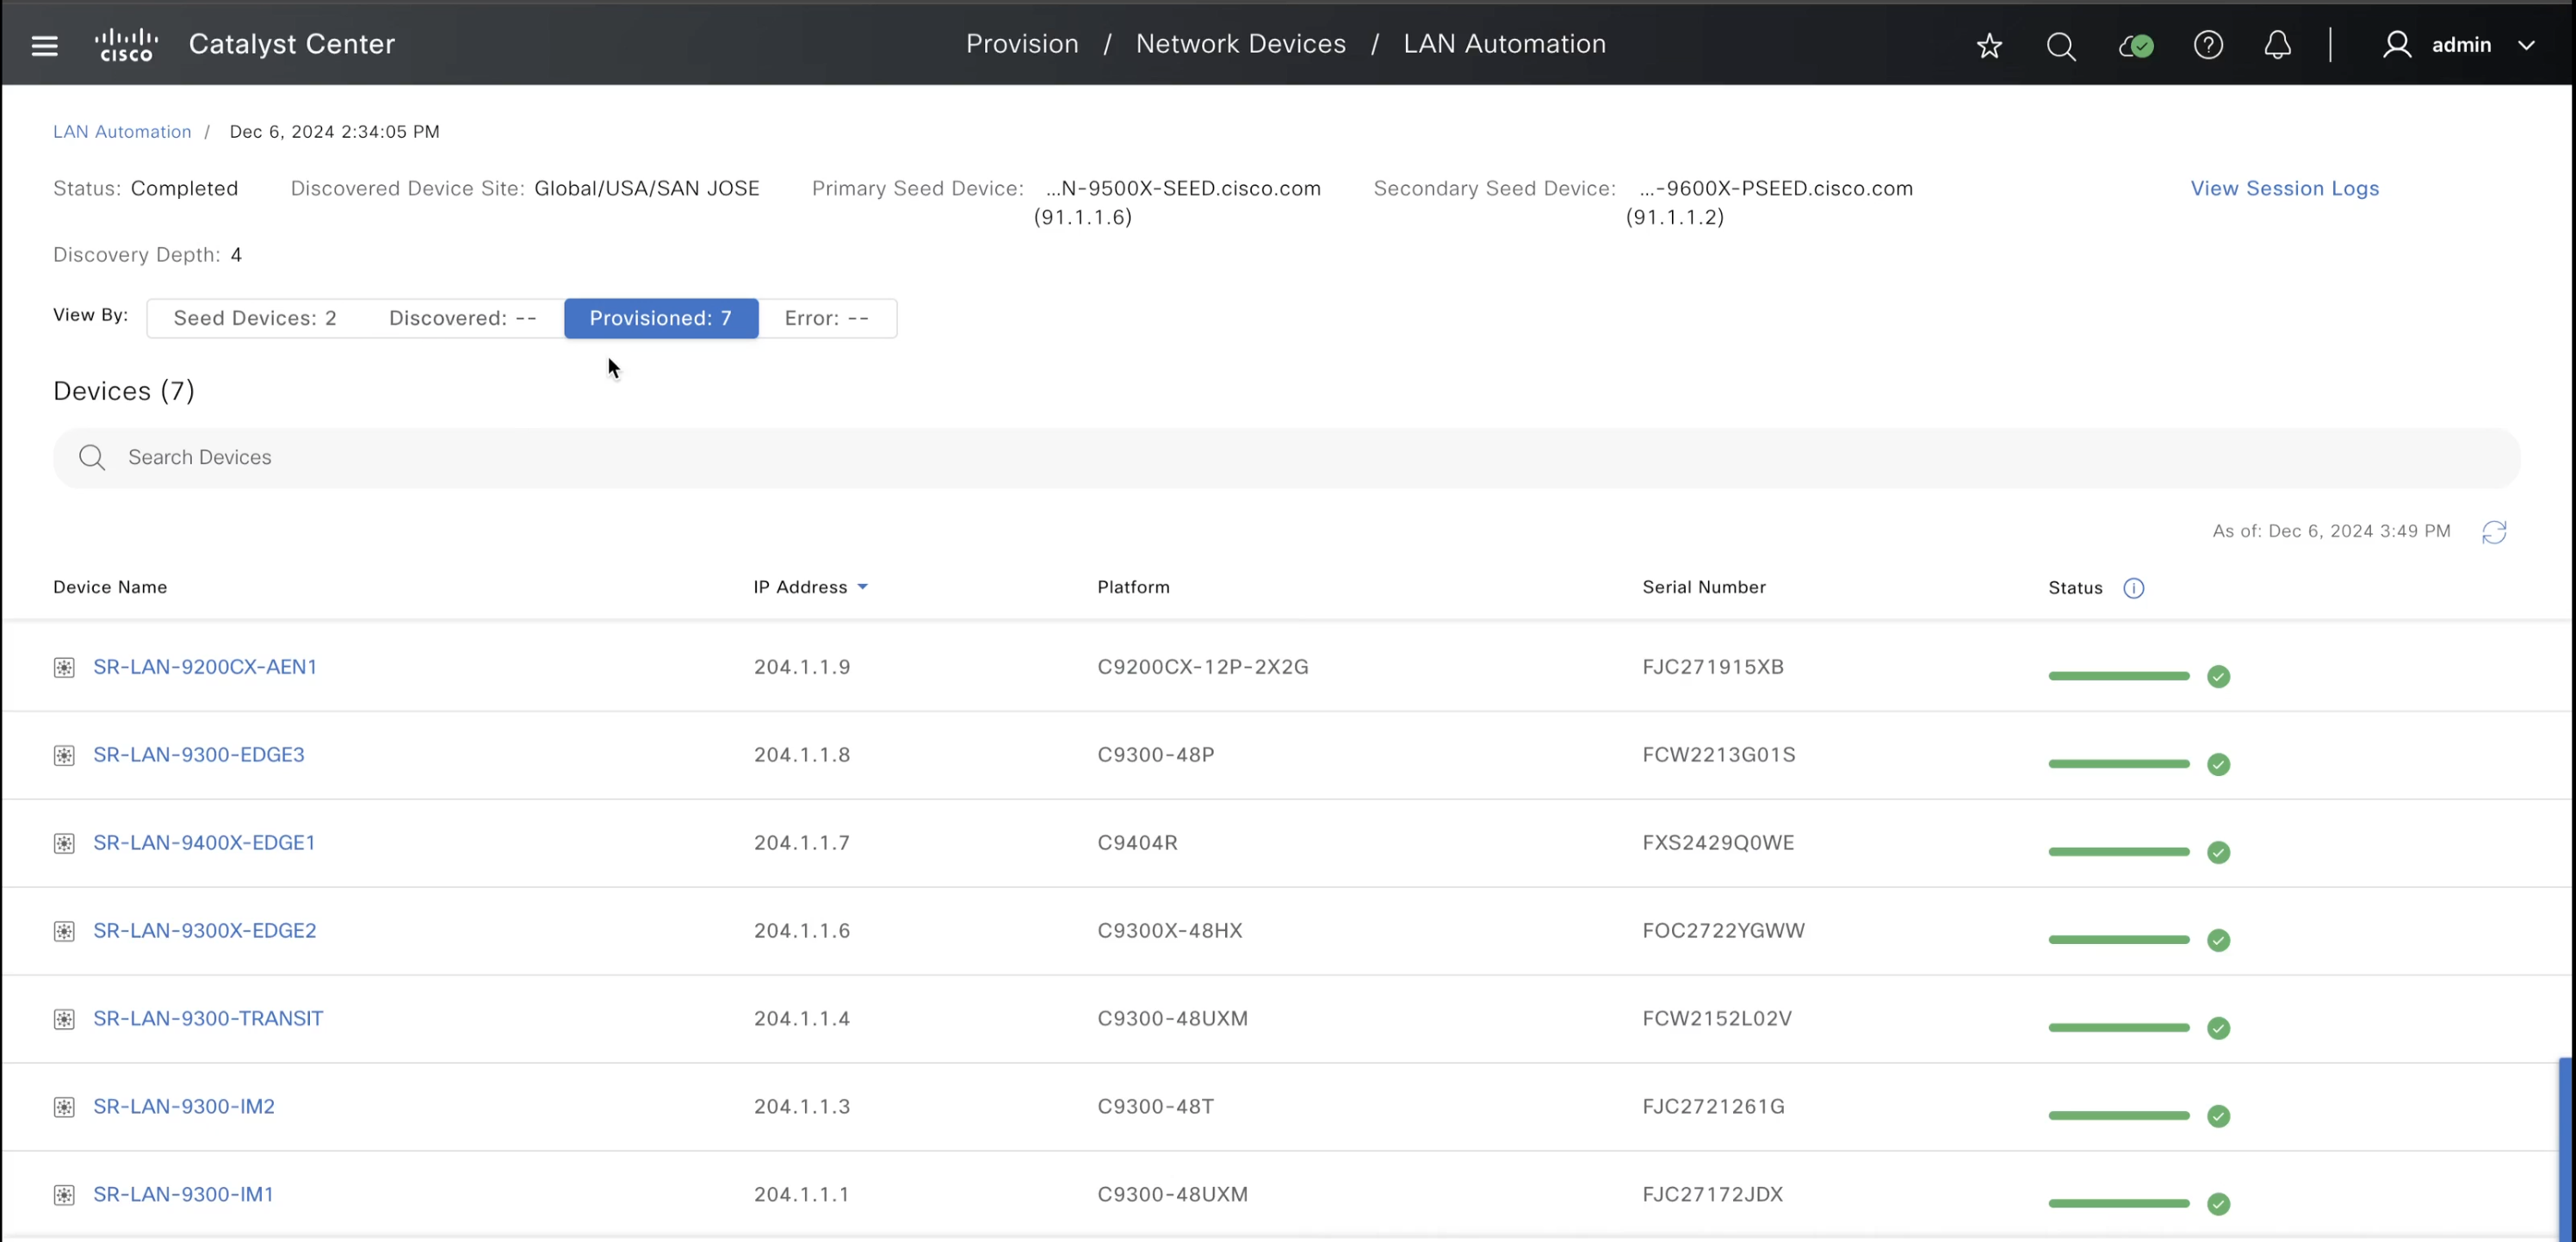 cisco Catalyst Center Provision / Network Devices / LAN Automation admin
LAN Automation / Dec 6, 2024 2:34:05 PM
Status: Completed Discovered Device Site: Global/USA/SAN JOSE Primary Seed Device: ...N-9500X-SEED.cisco.com Secondary Seed Device: ...-9600X-PSEED.cisco.com View Session Logs
(91.1.1.6) (91.1.1.2)
Discovery Depth: 4
View By: Seed Devices: 2 Discovered: -- Provisioned: 7 Error: --
Devices (7)
Search Devices
As of: Dec 6, 2024 3:49 PM
Device Name IP Address Platform Serial Number Status
SR-LAN-9200CX-AEN1 204.1.1.9 C9200CX-12P-2X2G FJC271915XB
SR-LAN-9300-EDGE3 204.1.1.8 C9300-48P FCW2213G01S
SR-LAN-9400X-EDGE1 204.1.1.7 C9404R FXS2429Q0WE
SR-LAN-9300X-EDGE2 204.1.1.6 C9300X-48HX FOC2722YGWW
SR-LAN-9300-TRANSIT 204.1.1.4 C9300-48UXM FCW2152L02V
SR-LAN-9300-IM2 204.1.1.3 C9300-48T FJC2721261G
SR-LAN-9300-IM1 204.1.1.1 C9300-48UXM FJC27172JDX